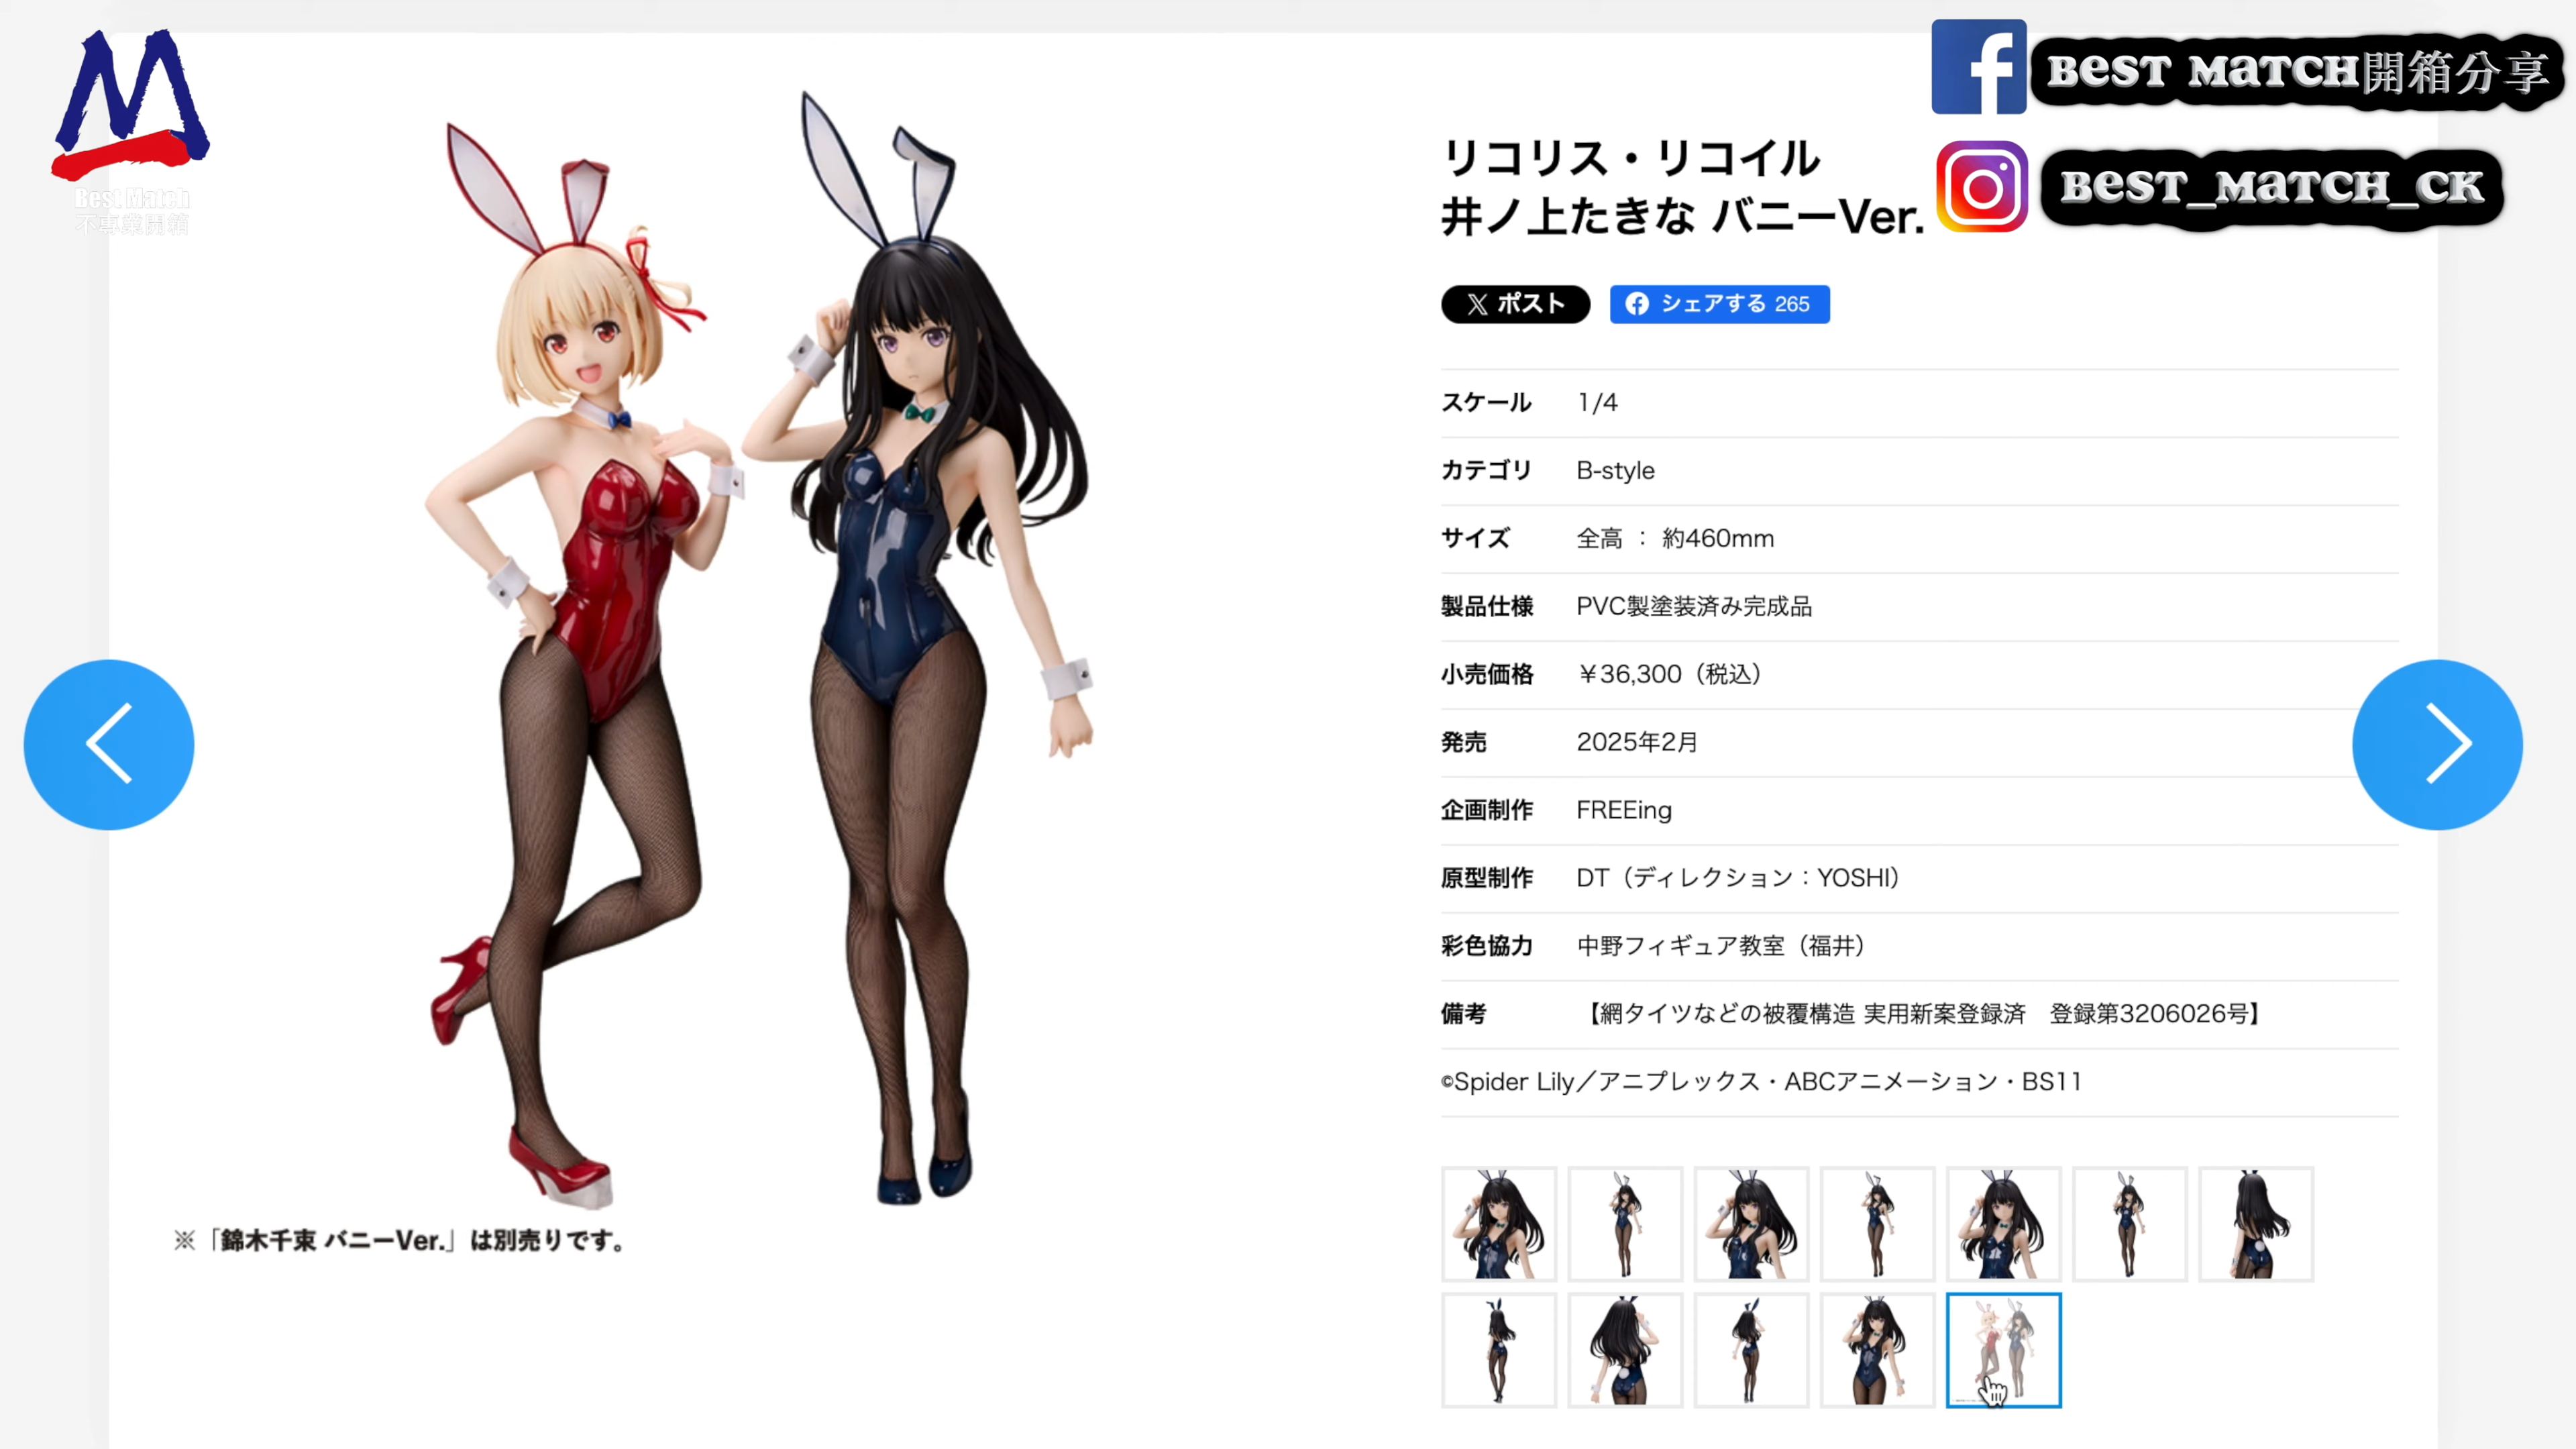 Best Match
不専業開箱
BEST MATCH開箱分享
BEST_MATCH_CK
リコリス・リコイル
井ノ上たきな バニーVer.
X ポスト
シェアする 265
スケール 1/4
カテゴリ B-style
サイズ 全高 : 約460mm
製品仕様 PVC製塗装済み完成品
小売価格 ￥36,300（税込）
発売 2025年2月
企画制作 FREEing
原型制作 DT（ディレクション：YOSHI）
彩色協力 中野フィギュア教室（福井）
備考 【網タイツなどの被覆構造 実用新案登録済　登録第3206026号】
©Spider Lily／アニプレックス・ABCアニメーション・BS11
※「錦木千束 バニーVer.」は別売りです。